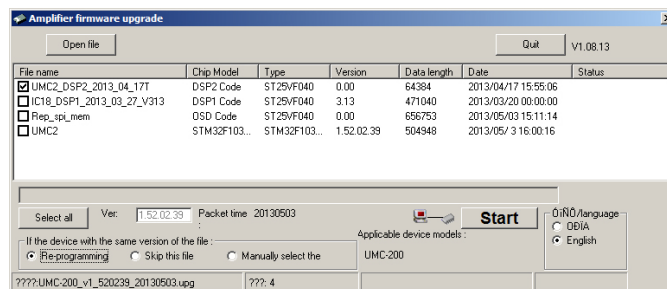 Amplifier firmware upgrade
Open file Quit V1.08.13
File name Chip Model Type Version Data length Date Status
UMC2_DSP2_2013_04_17T DSP2 Code ST25VF040 0.00 64384 2013/04/17 15:55:06
IC18_DSP1_2013_03_27_V313 DSP1 Code ST25VF040 3.13 471040 2013/03/20 00:00:00
Rep_spi_mem OSD Code ST25VF040 0.00 656753 2013/05/03 15:11:14
UMC2 STM32F103... STM32F103... 1.52.02.39 504948 2013/05/ 3 16:00:16
Select all Ver: 1.52.02.39 Packet time : 20130503 Start ÓïÑÔ/language
Applicable device models : ÖÐÎÄ
If the device with the same version of the file : English
Re-programming Skip this file Manually select the UMC-200
????:UMC-200_v1_520239_20130503.upg ???: 4